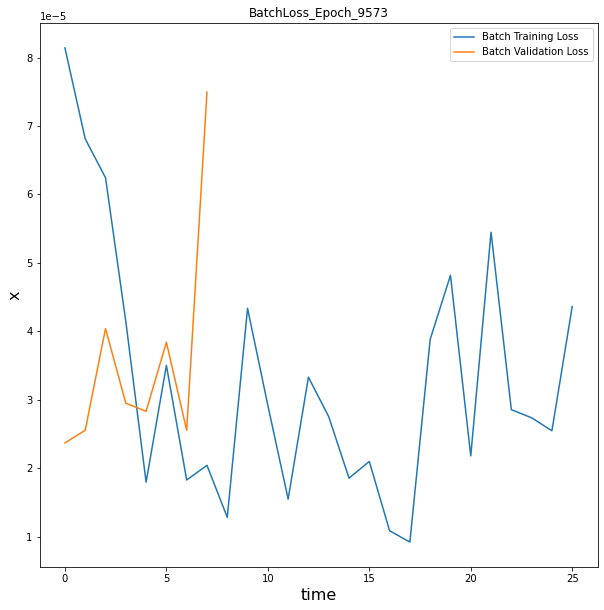 BatchLoss_Epoch_9573
1e−5
Batch Training Loss
Batch Validation Loss
8
7
6
5
4
3
2
1
x
0 5 10 15 20 25
time